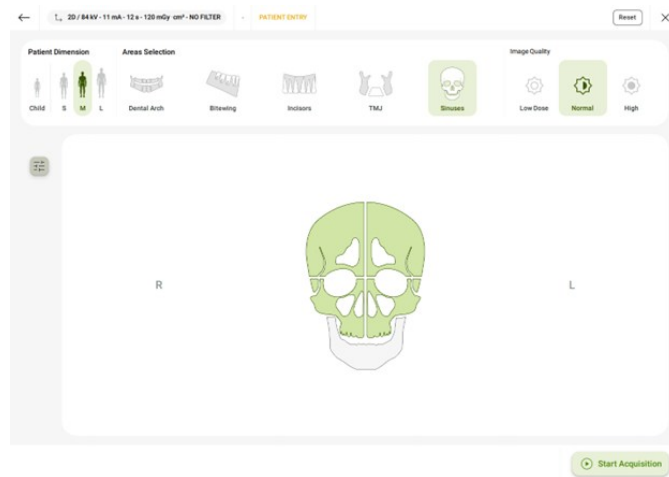 2D / 84 kV - 11 mA - 12 s - 120 mGy cm² - NO FILTER - PATIENT ENTRY Reset
Patient Dimension Areas Selection Image Quality
Child S M L Dental Arch Bitewing Incisors TMJ Sinuses Low Dose Normal High
R L
Start Acquisition